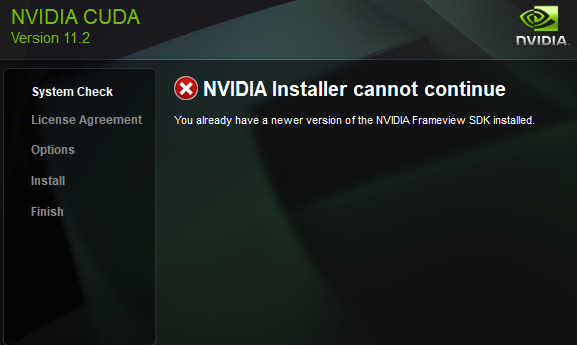 NVIDIA CUDA
Version 11.2
NVIDIA.
System Check
License Agreement
Options
Install
Finish
NVIDIA Installer cannot continue
You already have a newer version of the NVIDIA Frameview SDK installed.